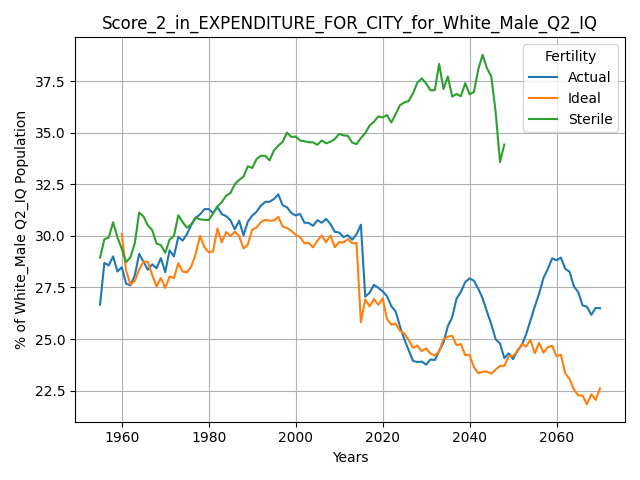 Score_2_in_EXPENDITURE_FOR_CITY_for_White_Male_Q2_IQ
Fertility
Actual
Ideal
Sterile
% of White_Male Q2_IQ Population
37.5
35.0
32.5
30.0
27.5
25.0
22.5
1960 1980 2000 2020 2040 2060
Years